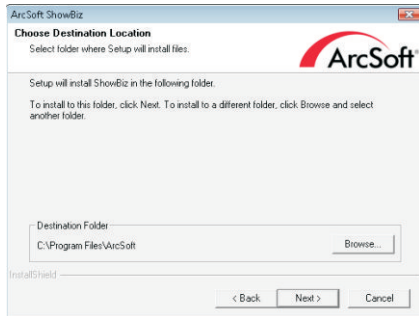 ArcSoft ShowBiz
Choose Destination Location
Select folder where Setup will install files.
ArcSoft
Setup will install ShowBiz in the following folder.
To install to this folder, click Next. To install to a different folder, click Browse and select
another folder.
Destination Folder
C:\Program Files\ArcSoft
Browse...
InstallShield
< Back
Next >
Cancel